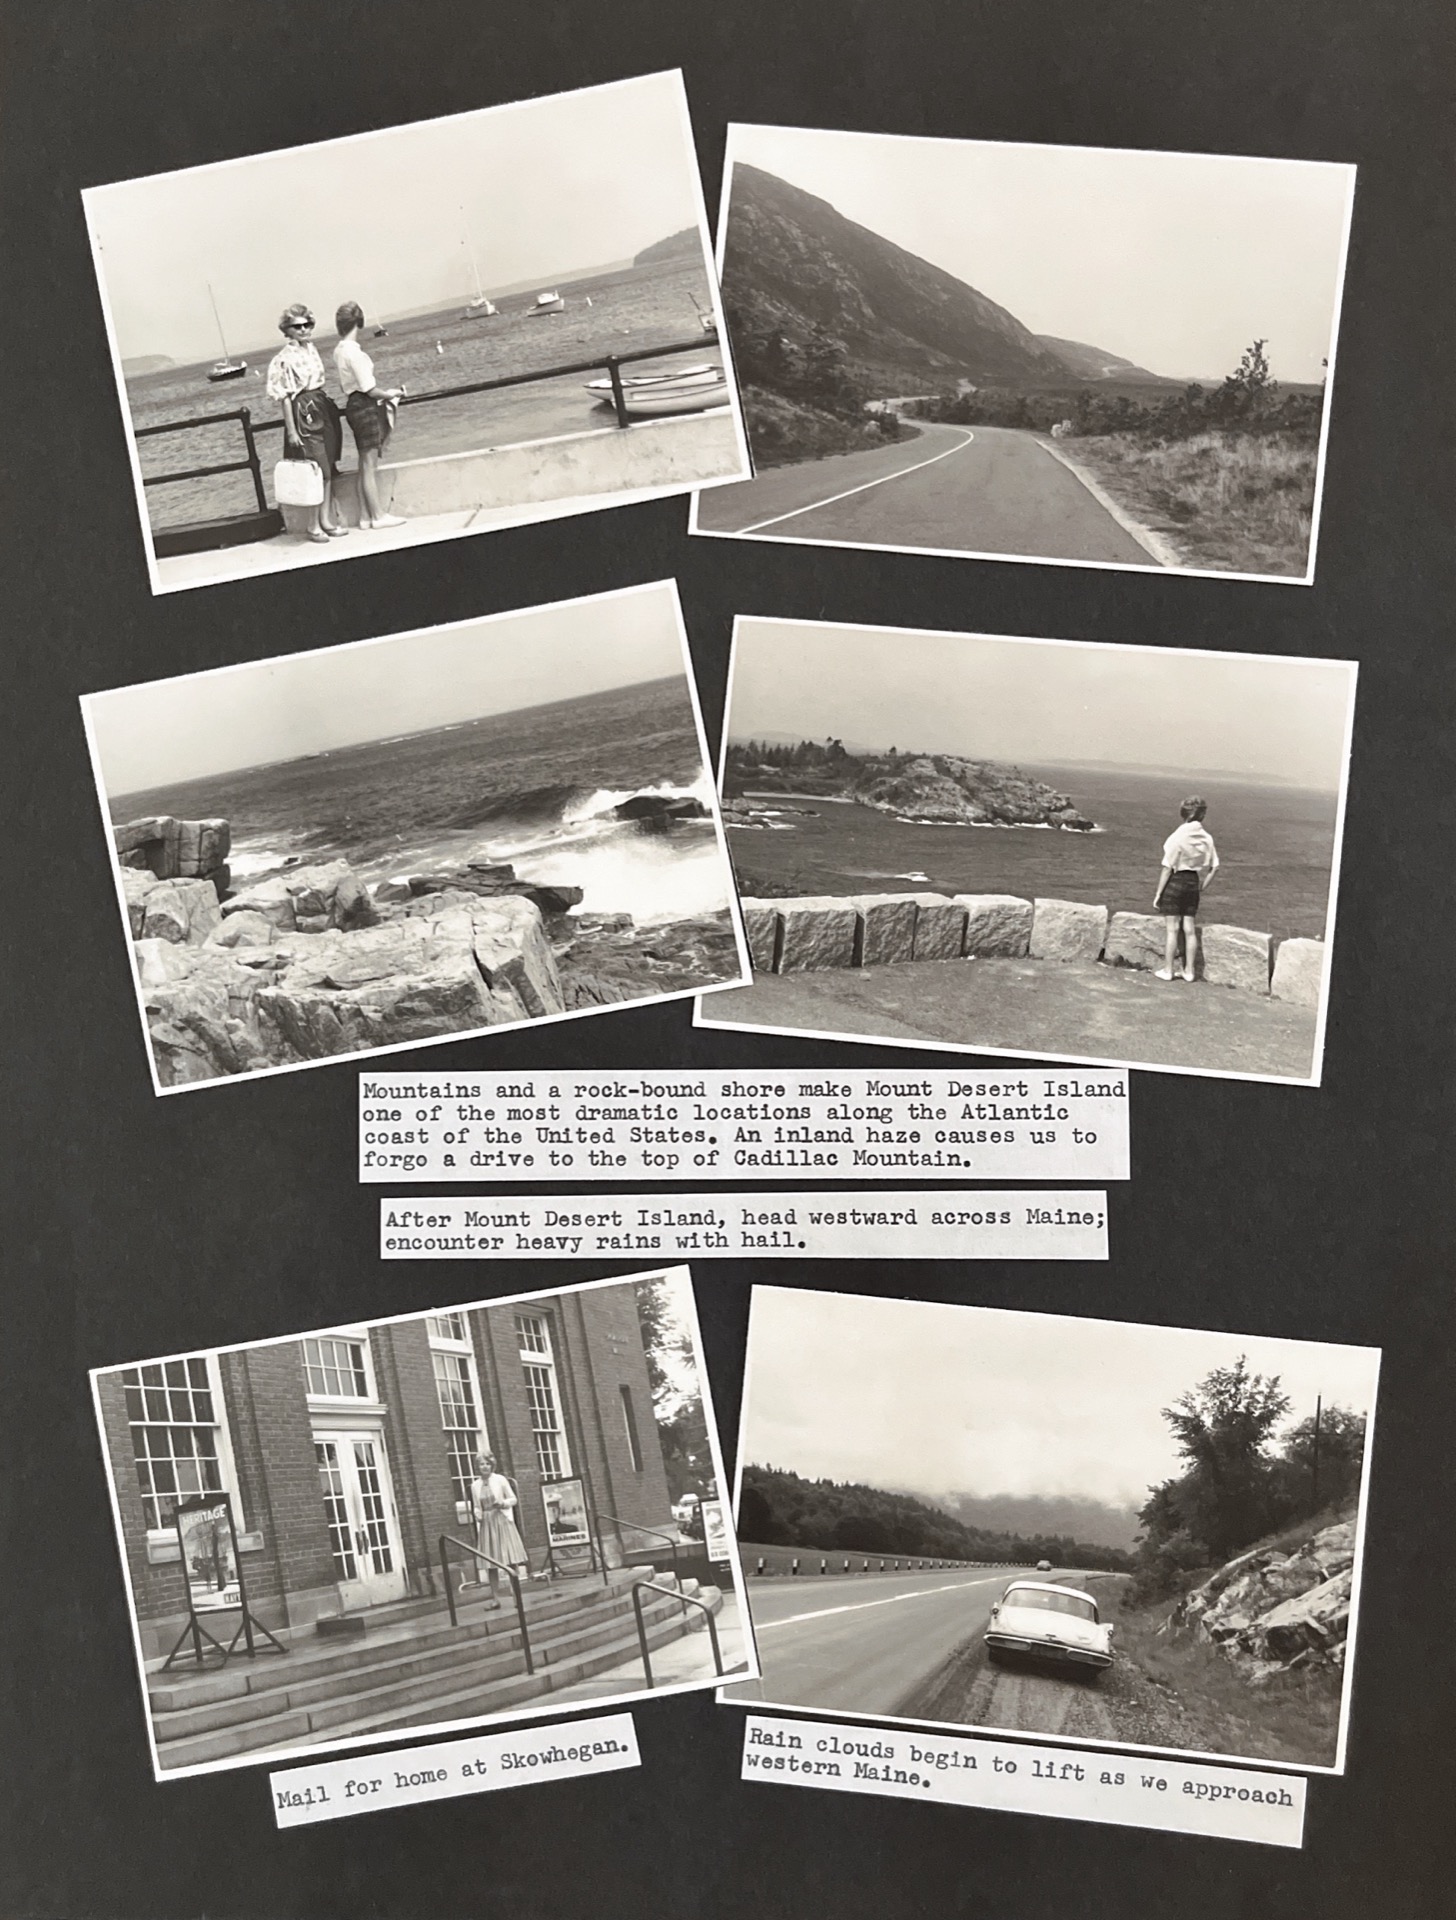 Mountains and a rock-bound shore make Mount Desert Island
one of the most dramatic locations along the Atlantic
coast of the United States. An inland haze causes us to
forgo a drive to the top of Cadillac Mountain.
After Mount Desert Island, head westward across Maine;
encounter heavy rains with hail.
HERITAGE
MARINES
Mail for home at Skowhegan.
Rain clouds begin to lift as we approach
western Maine.